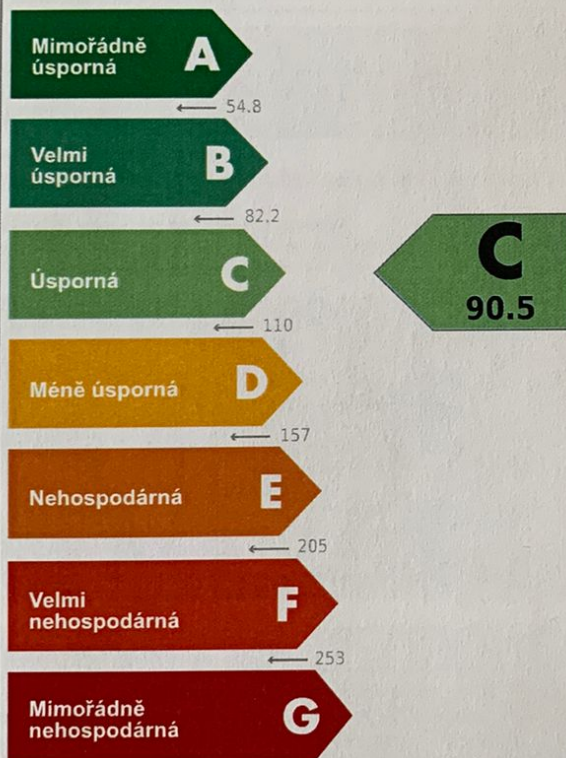 Mimořádně
úsporná
A
54.8
Velmi
úsporná
B
82.2
Úsporná
C
C
90.5
110
Méně úsporná
D
157
Nehospodárná
E
205
Velmi
nehospodárná
F
253
Mimořádně
nehospodárná
G